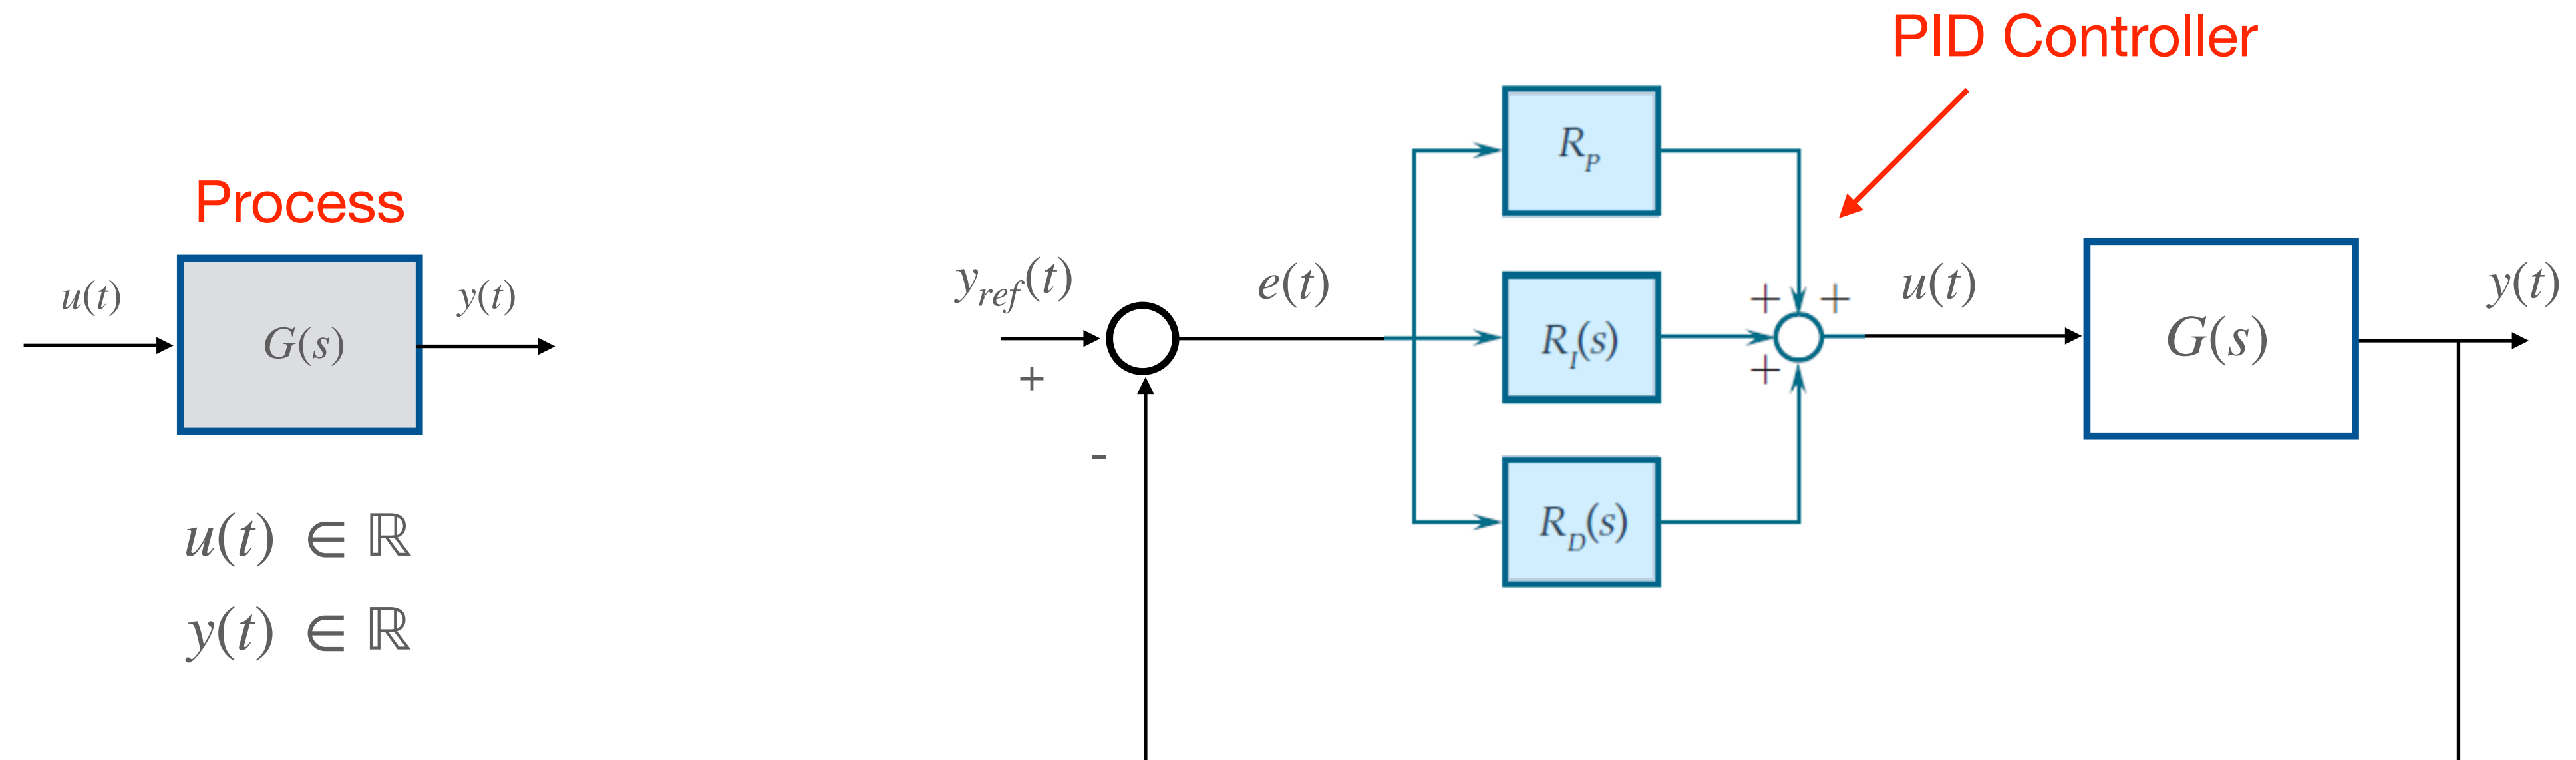 Process
u(t)
G(s)
y(t)
u(t) ∈ ℝ
y(t) ∈ ℝ
PID Controller
y_ref(t)
+
-
e(t)
R_P
R_I(s)
R_D(s)
+ +
+
u(t)
G(s)
y(t)